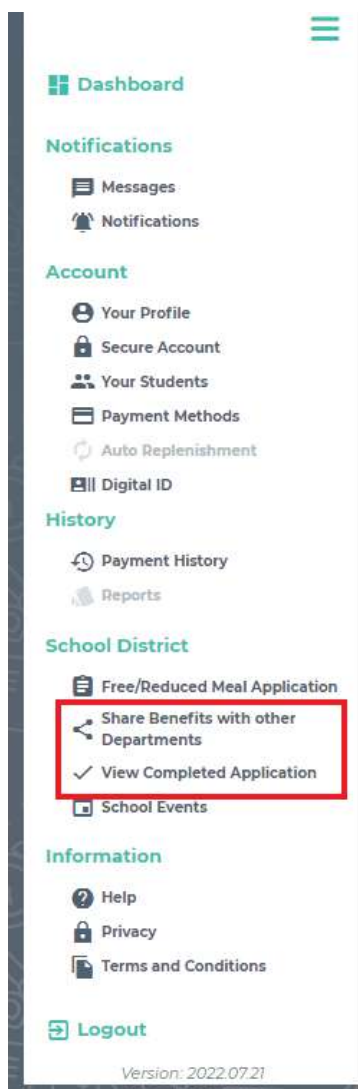 Dashboard
Notifications
Messages
Notifications
Account
Your Profile
Secure Account
Your Students
Payment Methods
Auto Replenishment
Digital ID
History
Payment History
Reports
School District
Free/Reduced Meal Application
Share Benefits with other
Departments
View Completed Application
School Events
Information
Help
Privacy
Terms and Conditions
Logout
Version: 2022.07.21